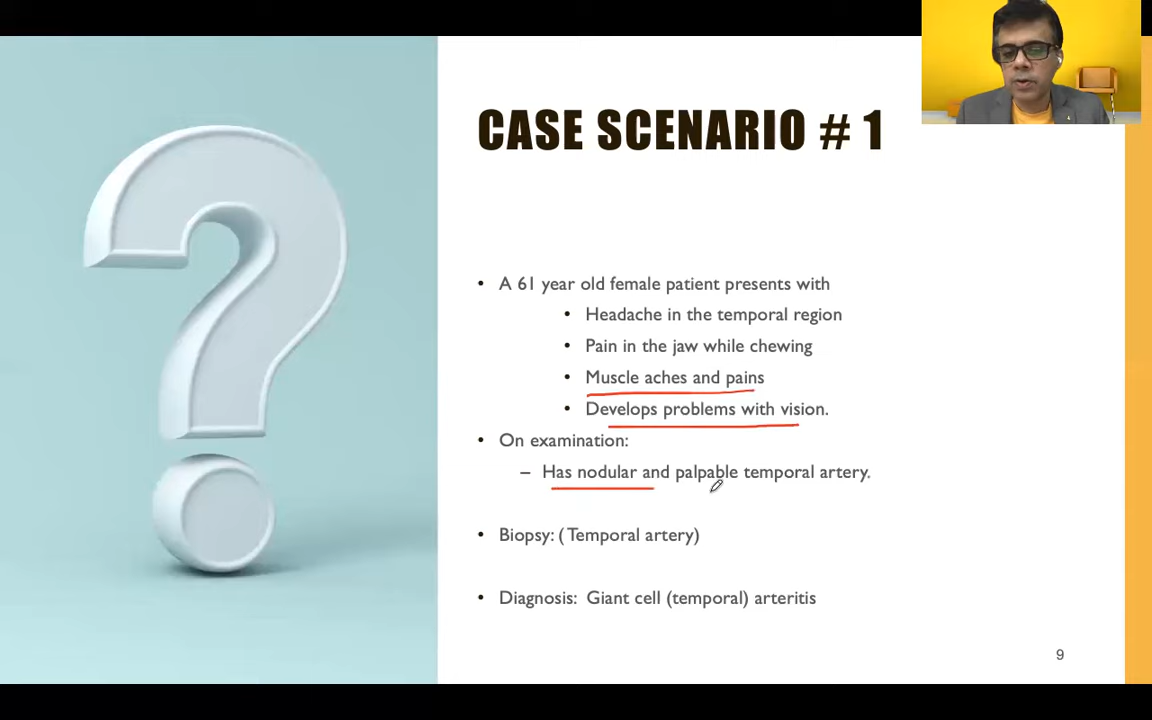 CASE SCENARIO # 1
• A 61 year old female patient presents with
• Headache in the temporal region
• Pain in the jaw while chewing
• Muscle aches and pains
• Develops problems with vision.
• On examination:
– Has nodular and palpable temporal artery.
• Biopsy: ( Temporal artery)
• Diagnosis: Giant cell (temporal) arteritis
9